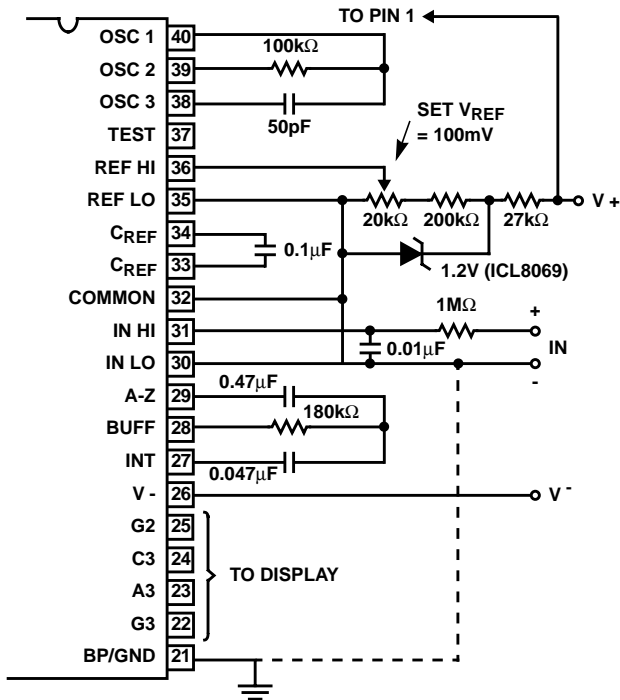 TO PIN 1
OSC 1 40
100kΩ
OSC 2 39
OSC 3 38
50pF
SET VREF
= 100mV
TEST 37
REF HI 36
REF LO 35
20kΩ 200kΩ 27kΩ
V +
CREF 34
0.1µF
CREF 33
1.2V (ICL8069)
COMMON 32
1MΩ
IN HI 31
+
0.01µF
IN
IN LO 30
-
A-Z 29
0.47µF
BUFF 28
180kΩ
INT 27
0.047µF
V - 26
V -
G2 25
C3 24
TO DISPLAY
A3 23
G3 22
BP/GND 21